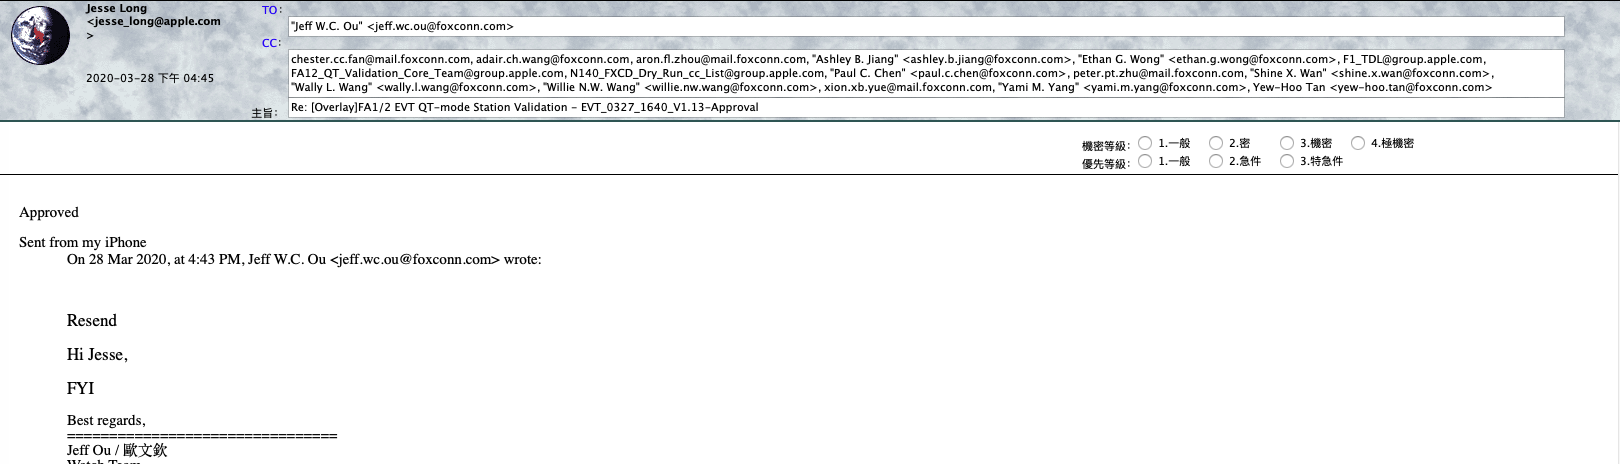 Jesse Long
<jesse_long@apple.com
>
2020-03-28 下午 04:45
TO:
"Jeff W.C. Ou" <jeff.wc.ou@foxconn.com>
CC:
chester.cc.fan@mail.foxconn.com, adair.ch.wang@foxconn.com, aron.fl.zhou@mail.foxconn.com, "Ashley B. Jiang" <ashley.b.jiang@foxconn.com>, "Ethan G. Wong" <ethan.g.wong@foxconn.com>, F1_TDL@group.apple.com,
FA12_QT_Validation_Core_Team@group.apple.com, N140_FXCD_Dry_Run_cc_List@group.apple.com, "Paul C. Chen" <paul.c.chen@foxconn.com>, peter.pt.zhu@mail.foxconn.com, "Shine X. Wan" <shine.x.wan@foxconn.com>,
"Wally L. Wang" <wally.l.wang@foxconn.com>, "Willie N.W. Wang" <willie.nw.wang@foxconn.com>, xion.xb.yue@mail.foxconn.com, "Yami M. Yang" <yami.m.yang@foxconn.com>, Yew-Hoo Tan <yew-hoo.tan@foxconn.com>
主旨: Re: [Overlay]FA1/2 EVT QT-mode Station Validation - EVT_0327_1640_V1.13-Approval
機密等級: 1.一般 2.密 3.機密 4.極機密
優先等級: 1.一般 2.急件 3.特急件
Approved
Sent from my iPhone
On 28 Mar 2020, at 4:43 PM, Jeff W.C. Ou <jeff.wc.ou@foxconn.com> wrote:
Resend
Hi Jesse,
FYI
Best regards,
================================
Jeff Ou / 歐文欽
Watch Team